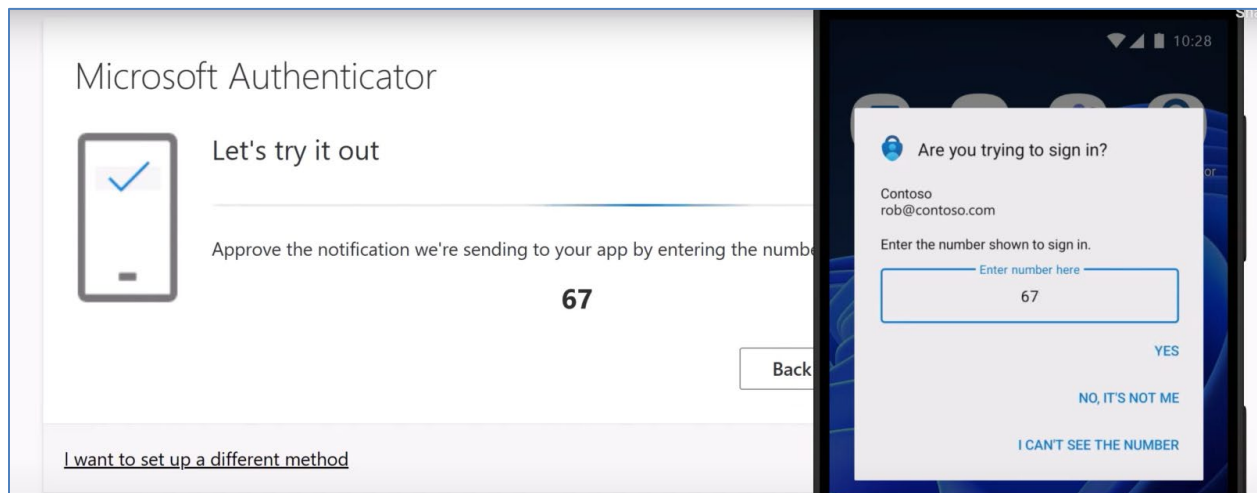 Microsoft Authenticator
Let's try it out
Approve the notification we're sending to your app by entering the
67
Back
I want to set up a different method
10:28
Are you trying to sign in?
Contoso
rob@contoso.com
Enter the number shown to sign in.
Enter number here
67
YES
NO, IT'S NOT ME
I CAN'T SEE THE NUMBER